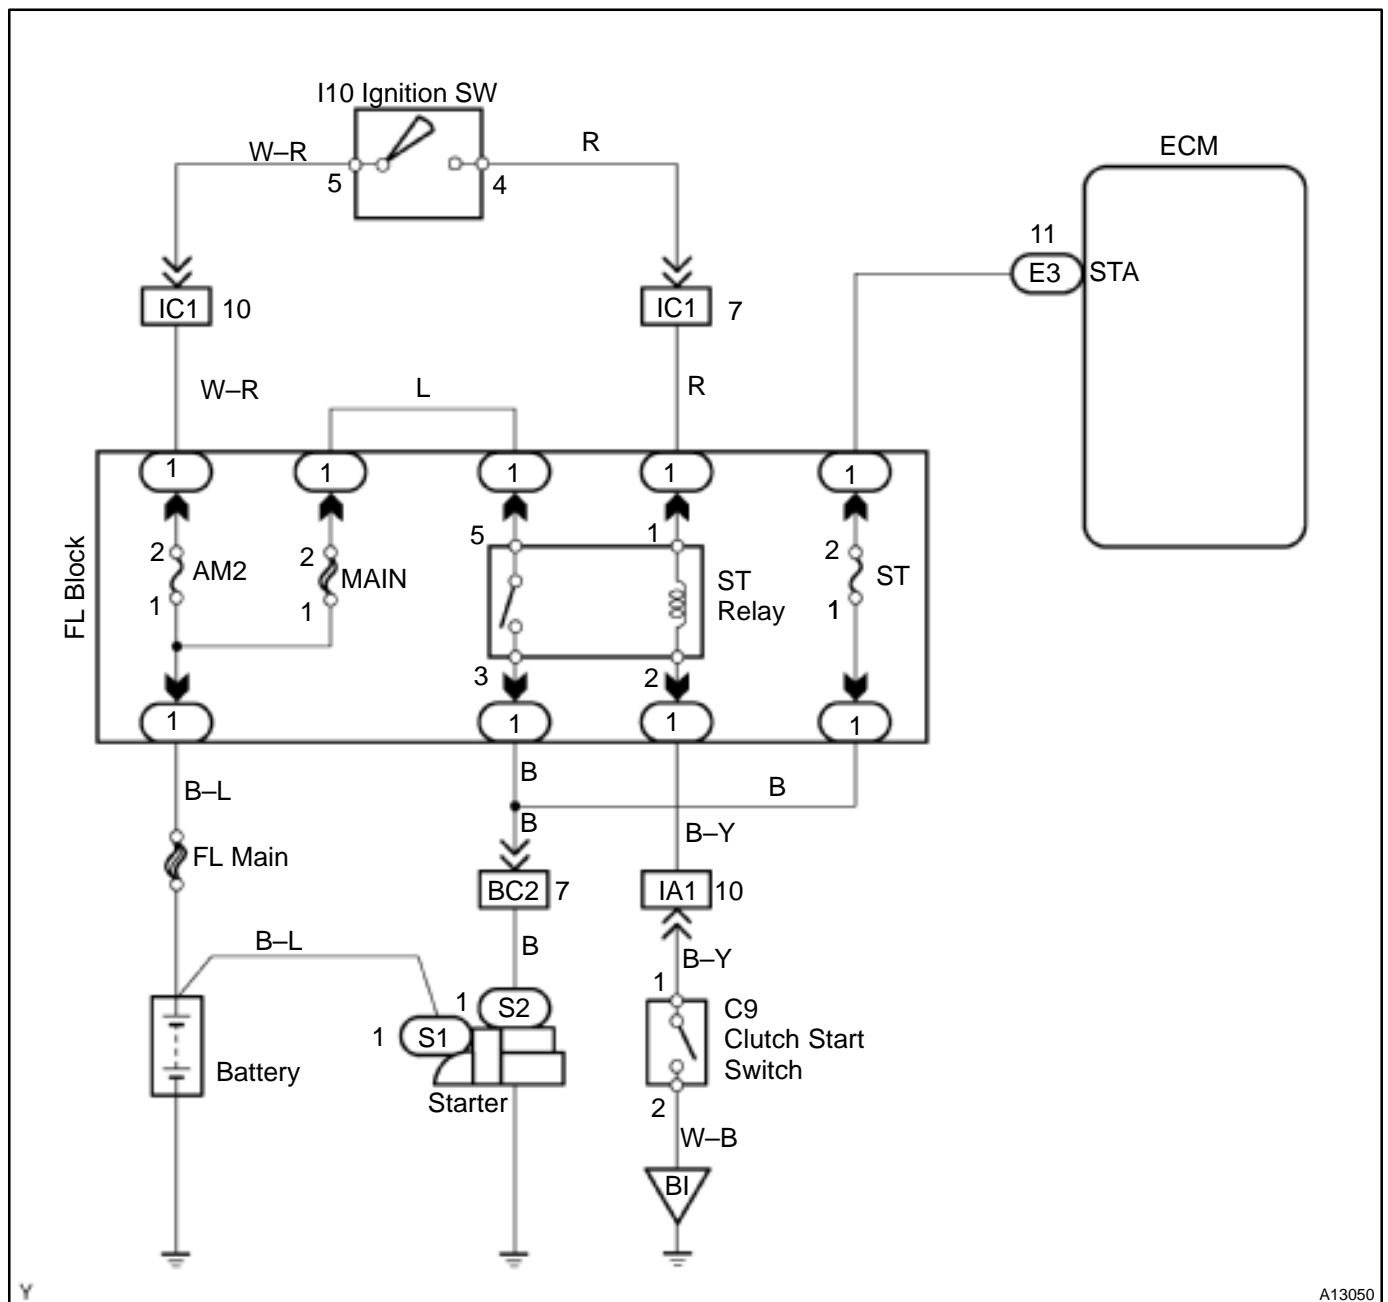 I10 Ignition SW
W–R
R
5
4
ECM
11
E3
STA
IC1
10
IC1
7
W–R
L
R
1
1
1
1
1
FL Block
2
AM2
1
2
MAIN
1
5
1
ST
Relay
3
2
2
ST
1
1
1
1
1
B–L
B
B
B
B–Y
FL Main
BC2
7
IA1
10
B–L
B
B–Y
1
S2
1
S1
1
C9
Clutch Start
Switch
Battery
Starter
2
W–B
BI
Y
A13050